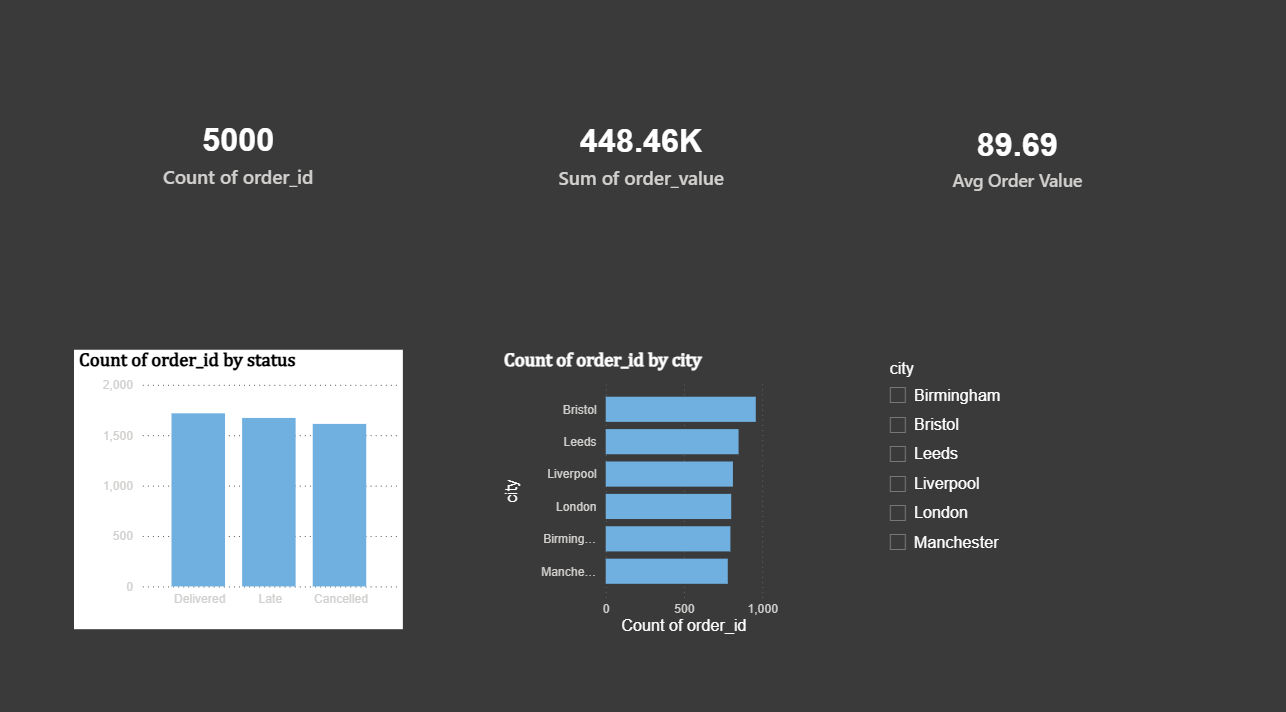 5000
Count of order_id
448.46K
Sum of order_value
89.69
Avg Order Value
Count of order_id by status
2,000
1,500
1,000
500
0
Delivered Late Cancelled
Count of order_id by city
city
Bristol
Leeds
Liverpool
London
Birming...
Manche...
0 500 1,000
Count of order_id
city
Birmingham
Bristol
Leeds
Liverpool
London
Manchester